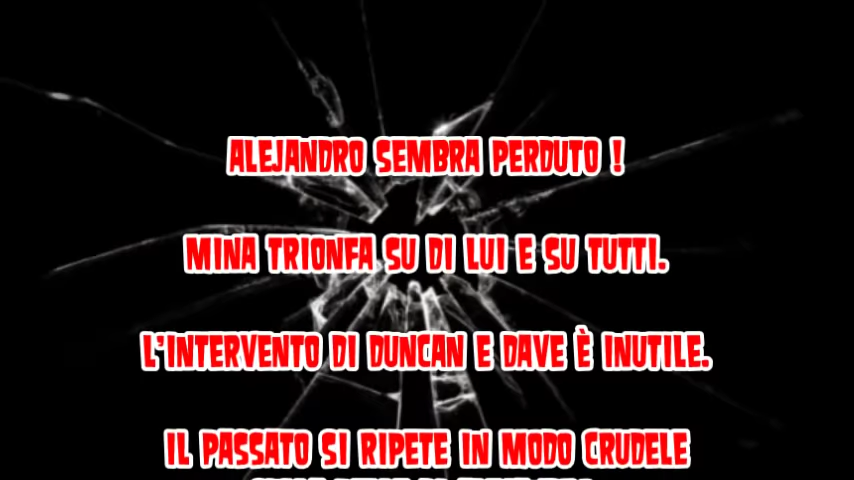 ALEJANDRO SEMBRA PERDUTO !
MINA TRIONFA SU DI LUI E SU TUTTI.
L'INTERVENTO DI DUNCAN E DAVE È INUTILE.
IL PASSATO SI RIPETE IN MODO CRUDELE